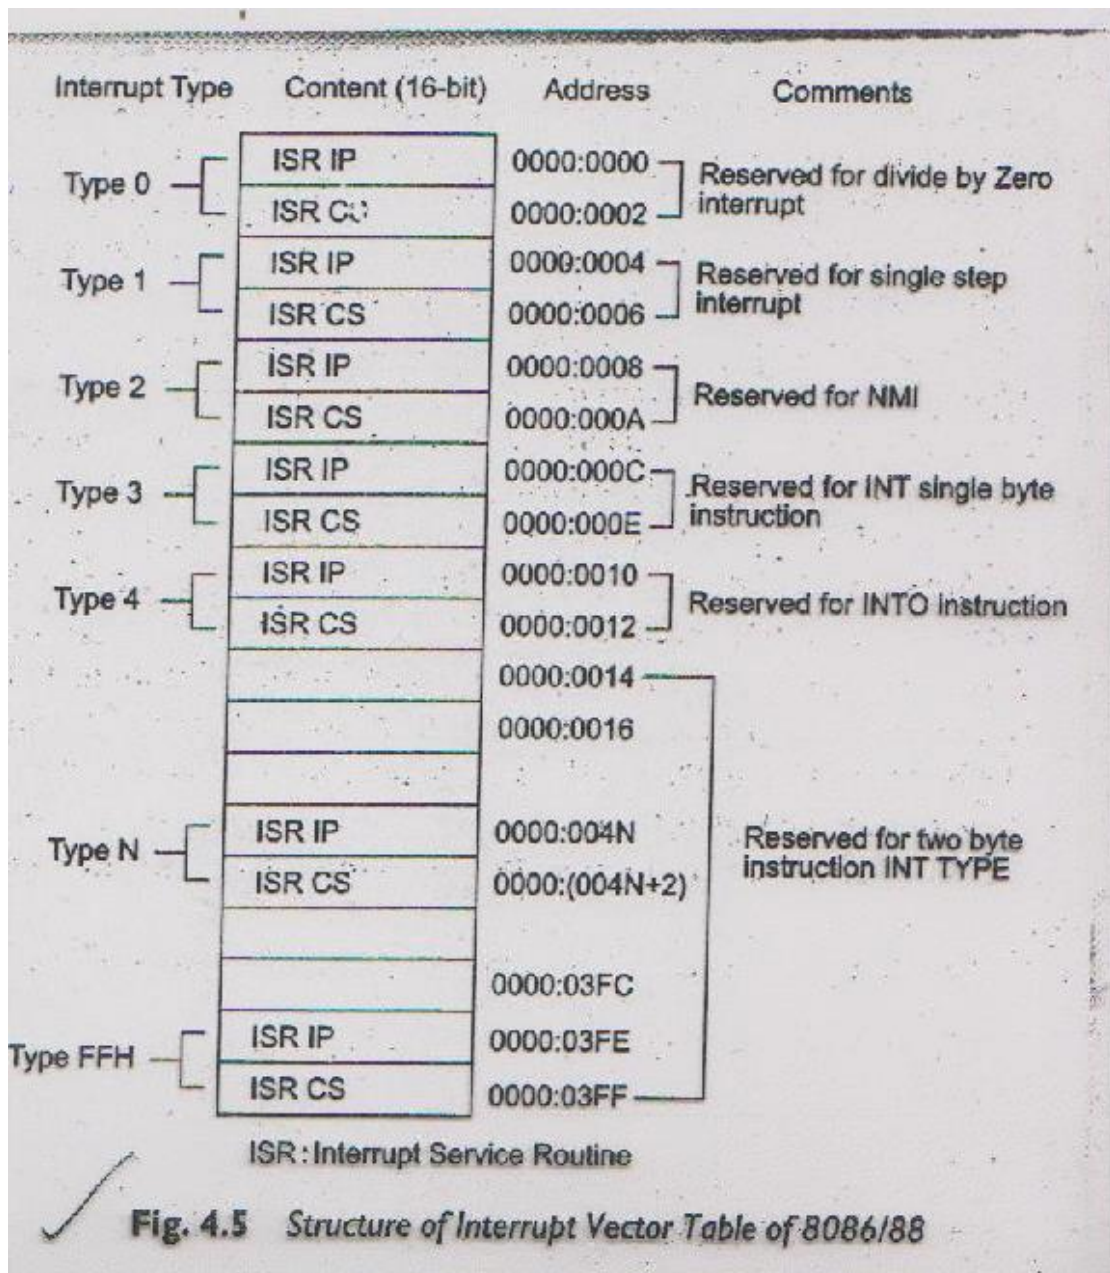 Interrupt Type Content (16-bit) Address Comments
Type 0
ISR IP 0000:0000
ISR 0000:0002
Reserved for divide by Zero
interrupt
Type 1
ISR IP 0000:0004
ISR CS 0000:0006
Reserved for single step
interrupt
Type 2
ISR IP 0000:0008
ISR CS 0000:000A
Reserved for NMI
Type 3
ISR IP 0000:000C
ISR CS 0000:000E
Reserved for INT single byte
instruction
Type 4
ISR IP 0000:0010
ISR CS 0000:0012
Reserved for INTO instruction
0000:0014
0000:0016
Type N
ISR IP 0000:004N
ISR CS 0000:(004N+2)
Reserved for two byte
instruction INT TYPE
0000:03FC
Type FFH
ISR IP 0000:03FE
ISR CS 0000:03FF
ISR : Interrupt Service Routine
Fig. 4.5 Structure of Interrupt Vector Table of 8086/88